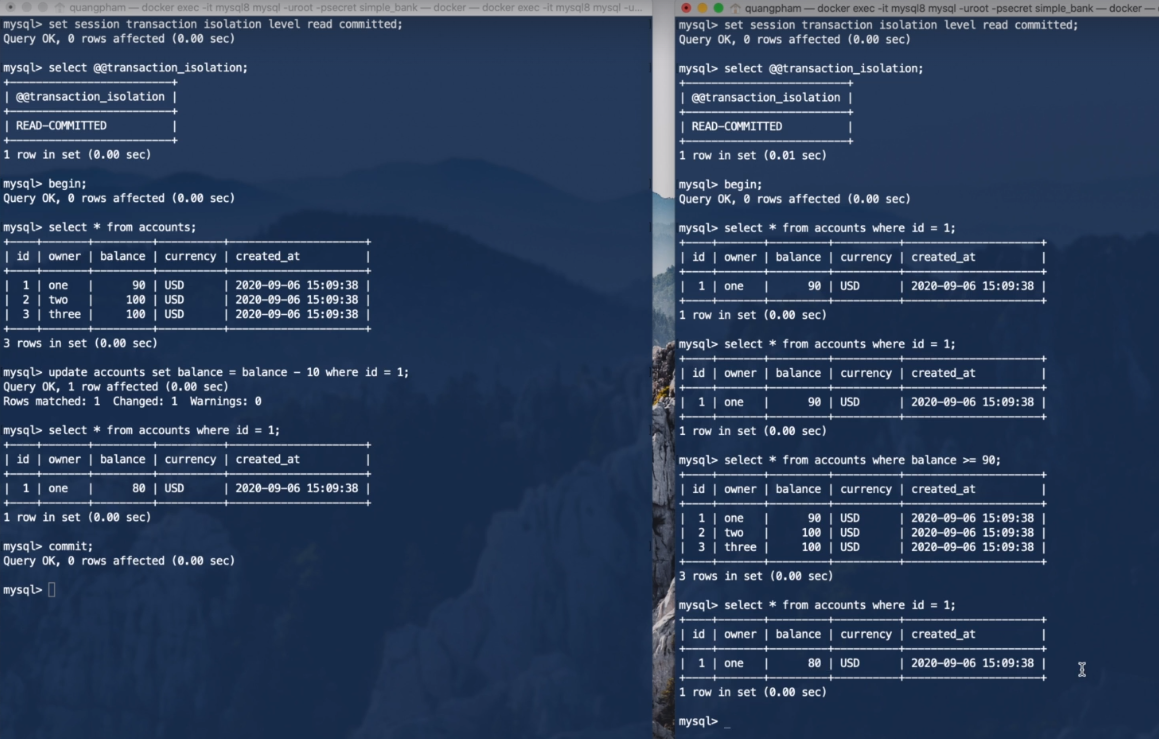 quangpham — docker exec -it mysql8 mysql -uroot -psecret simple_bank — docker — docker exec -it mysql8 mysql -u...
mysql> set session transaction isolation level read committed;
Query OK, 0 rows affected (0.00 sec)
mysql> select @@transaction_isolation;
| @@transaction_isolation |
| READ-COMMITTED |
1 row in set (0.00 sec)
mysql> begin;
Query OK, 0 rows affected (0.00 sec)
mysql> select * from accounts;
| id | owner | balance | currency | created_at |
| 1 | one | 90 | USD | 2020-09-06 15:09:38 |
| 2 | two | 100 | USD | 2020-09-06 15:09:38 |
| 3 | three | 100 | USD | 2020-09-06 15:09:38 |
3 rows in set (0.00 sec)
mysql> update accounts set balance = balance - 10 where id = 1;
Query OK, 1 row affected (0.00 sec)
Rows matched: 1 Changed: 1 Warnings: 0
mysql> select * from accounts where id = 1;
| id | owner | balance | currency | created_at |
| 1 | one | 80 | USD | 2020-09-06 15:09:38 |
1 row in set (0.00 sec)
mysql> commit;
Query OK, 0 rows affected (0.00 sec)
mysql>
quangpham — docker exec -it mysql8 mysql -uroot -psecret simple_bank — docker —
mysql> set session transaction isolation level read committed;
Query OK, 0 rows affected (0.00 sec)
mysql> select @@transaction_isolation;
| @@transaction_isolation |
| READ-COMMITTED |
1 row in set (0.01 sec)
mysql> begin;
Query OK, 0 rows affected (0.00 sec)
mysql> select * from accounts where id = 1;
| id | owner | balance | currency | created_at |
| 1 | one | 90 | USD | 2020-09-06 15:09:38 |
1 row in set (0.00 sec)
mysql> select * from accounts where id = 1;
| id | owner | balance | currency | created_at |
| 1 | one | 90 | USD | 2020-09-06 15:09:38 |
1 row in set (0.00 sec)
mysql> select * from accounts where balance >= 90;
| id | owner | balance | currency | created_at |
| 1 | one | 90 | USD | 2020-09-06 15:09:38 |
| 2 | two | 100 | USD | 2020-09-06 15:09:38 |
| 3 | three | 100 | USD | 2020-09-06 15:09:38 |
3 rows in set (0.00 sec)
mysql> select * from accounts where id = 1;
| id | owner | balance | currency | created_at |
| 1 | one | 80 | USD | 2020-09-06 15:09:38 |
1 row in set (0.00 sec)
mysql> _